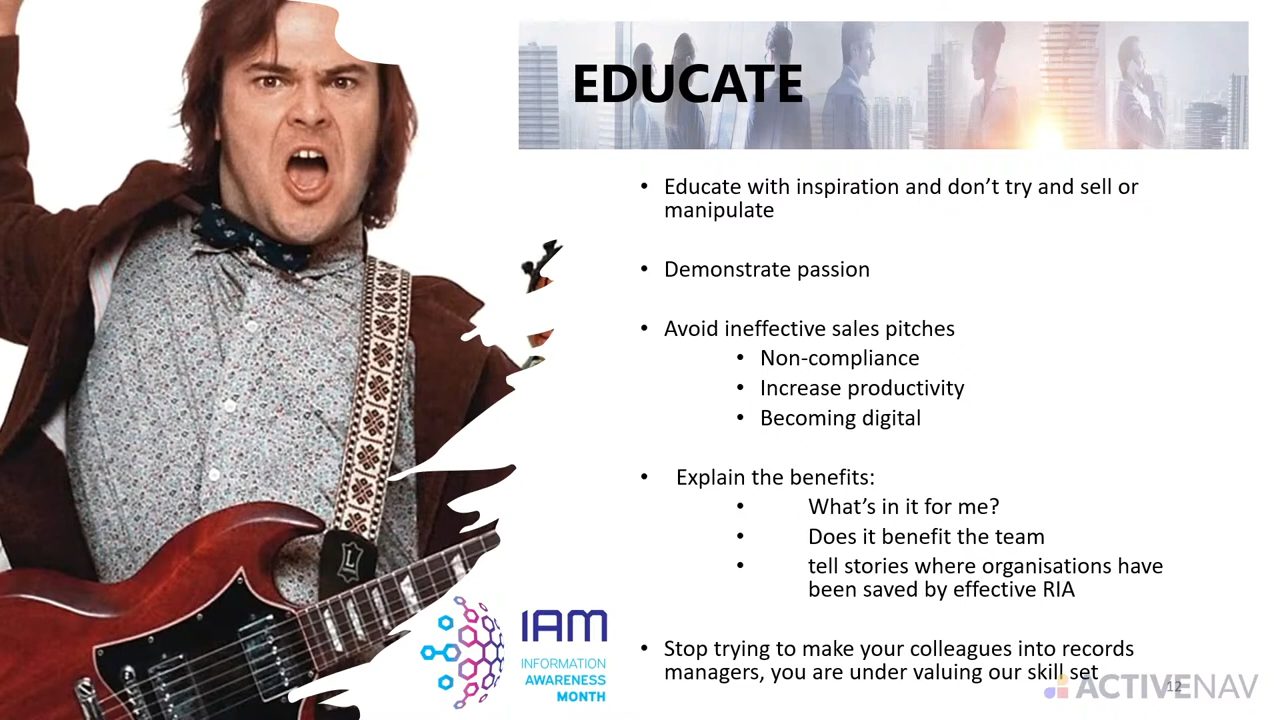 EDUCATE
• Educate with inspiration and don’t try and sell or
manipulate
• Demonstrate passion
• Avoid ineffective sales pitches
• Non-compliance
• Increase productivity
• Becoming digital
• Explain the benefits:
• What’s in it for me?
• Does it benefit the team
• tell stories where organisations have
been saved by effective RIA
• Stop trying to make your colleagues into records
managers, you are under valuing our skill set
L
IAM
INFORMATION
AWARENESS
MONTH
12
ACTIVENAV